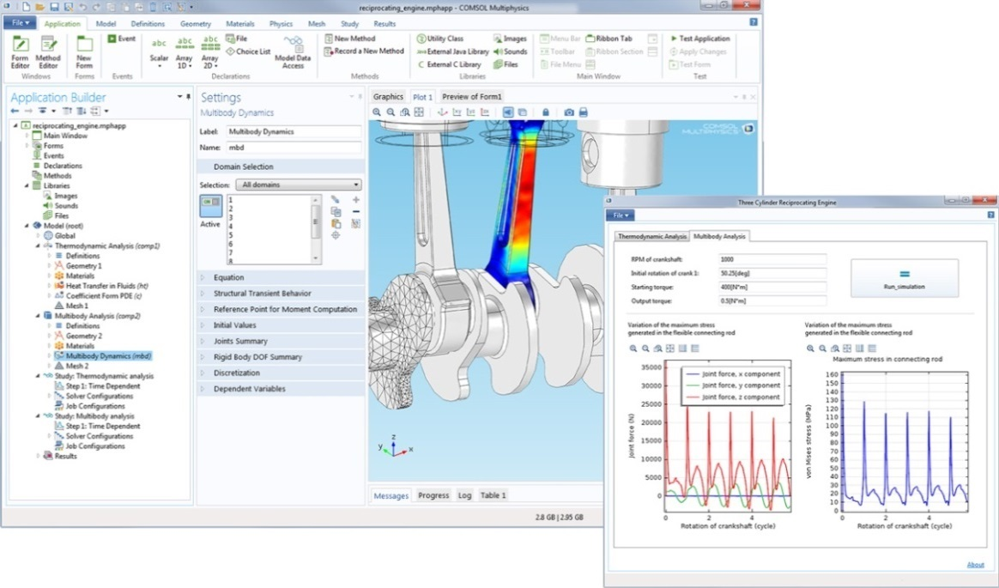 reciprocating_engine.mphapp - COMSOL Multiphysics
File Application Model Definitions Geometry Materials Physics Mesh Study Results
Form Editor
Method Editor
Windows
New Form
Forms
Event
Events
abc abc abc
Scalar
Array 1D
Array 2D
File
Choice List
Model Data Access
Declarations
New Method
Record a New Method
Methods
Utility Class
External Java Library
External C Library
Images
Sounds
Files
Libraries
Menu Bar
Toolbar
File Menu
Ribbon Tab
Ribbon Section
Main Window
Test Application
Apply Changes
Test Form
Test
Application Builder
reciprocating_engine.mphapp
Main Window
Forms
Events
Declarations
Methods
Libraries
Images
Sounds
Files
Model (root)
Global
Thermodynamic Analysis (comp1)
Definitions
Geometry 1
Materials
Heat Transfer in Fluids (ht)
Coefficient Form PDE (c)
Mesh 1
Multibody Analysis (comp2)
Definitions
Geometry 2
Materials
Multibody Dynamics (mbd)
Mesh 2
Study: Thermodynamic analysis
Step 1: Time Dependent
Solver Configurations
Job Configurations
Study: Multibody analysis
Step 1: Time Dependent
Solver Configurations
Job Configurations
Results
Settings
Multibody Dynamics
Label: Multibody Dynamics
Name: mbd
Domain Selection
Selection: All domains
ON
Active
1
2
3
4
5
6
7
8
Equation
Structural Transient Behavior
Reference Point for Moment Computation
Initial Values
Joints Summary
Rigid Body DOF Summary
Discretization
Dependent Variables
Graphics Plot 1 Preview of Form1
COMSOL
MULTIPHYSICS
z
y x
Messages Progress Log Table 1
2.8 GB | 2.95 GB
Three Cylinder Reciprocating Engine
File
Thermodynamic Analysis Multibody Analysis
RPM of crankshaft: 1000
Initial rotation of crank 1: 50.25[deg]
Starting torque: 400[N*m]
Output torque: 0.5[N*m]
Run_simulation
Variation of the maximum stress
generated in the flexible connecting rod
Joint force, x component
Joint force, y component
Joint force, z component
35000
30000
25000
20000
15000
10000
5000
0
Joint force (N)
0 2 4
Rotation of crankshaft (cycle)
Variation of the maximum stress
generated in the flexible connecting rod
Maximum stress in connecting rod
160
150
140
130
120
110
100
90
80
70
60
50
40
30
20
10
0
von Mises stress (MPa)
0 2 4
Rotation of crankshaft (cycle)
About